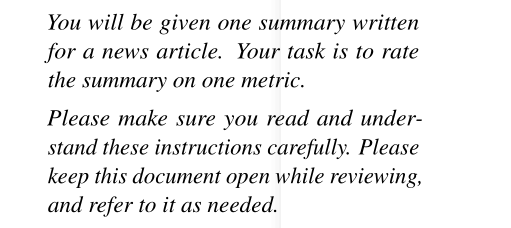 You will be given one summary written
for a news article. Your task is to rate
the summary on one metric.
Please make sure you read and under-
stand these instructions carefully. Please
keep this document open while reviewing,
and refer to it as needed.